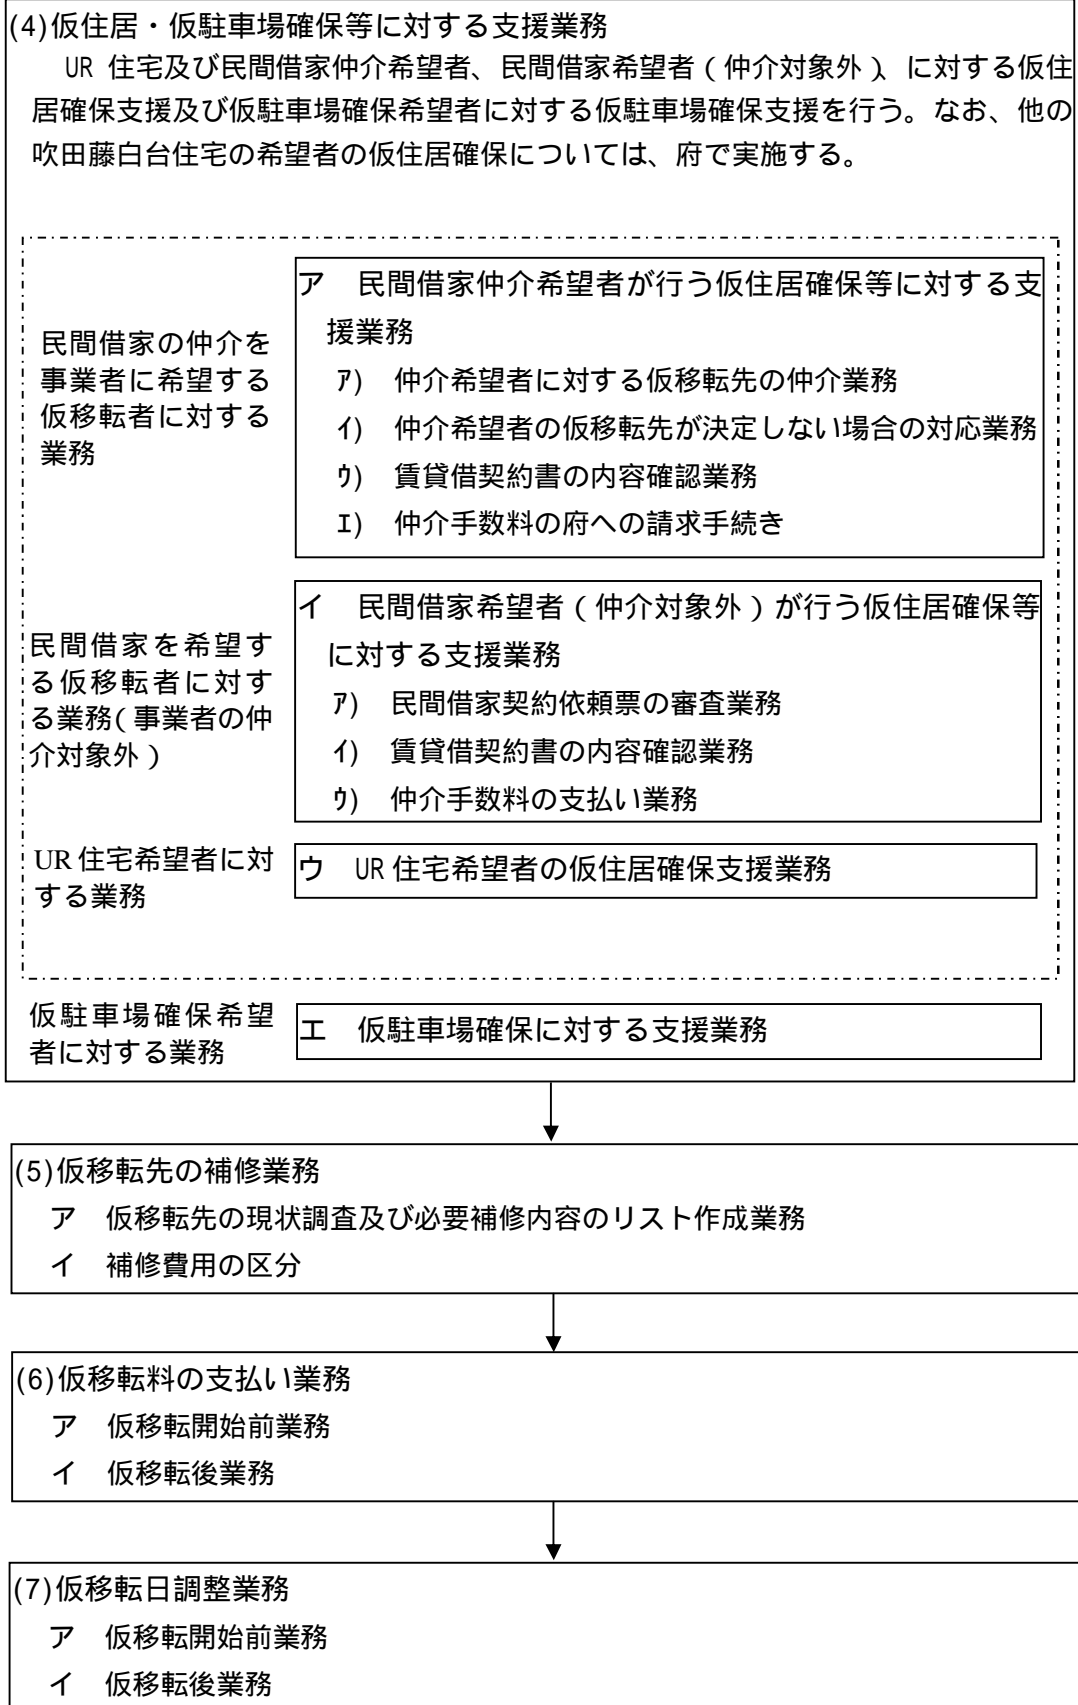 (4)仮住居・仮駐車場確保等に対する支援業務
UR 住宅及び民間借家仲介希望者、民間借家希望者（仲介対象外）、に対する仮住
居確保支援及び仮駐車場確保希望者に対する仮駐車場確保支援を行う。なお、他の
吹田藤白台住宅の希望者の仮住居確保については、府で実施する。
民間借家の仲介を
事業者に希望する
仮移転者に対する
業務
ア　民間借家仲介希望者が行う仮住居確保等に対する支
援業務
ｱ)　仲介希望者に対する仮移転先の仲介業務
ｲ)　仲介希望者の仮移転先が決定しない場合の対応業務
ｳ)　賃貸借契約書の内容確認業務
ｴ)　仲介手数料の府への請求手続き
民間借家を希望す
る仮移転者に対す
る業務(事業者の仲
介対象外）
イ　民間借家希望者（仲介対象外）が行う仮住居確保等
に対する支援業務
ｱ)　民間借家契約依頼票の審査業務
ｲ)　賃貸借契約書の内容確認業務
ｳ)　仲介手数料の支払い業務
UR 住宅希望者に対
する業務
ウ　UR 住宅希望者の仮住居確保支援業務
仮駐車場確保希望
者に対する業務
エ　仮駐車場確保に対する支援業務
(5)仮移転先の補修業務
ア　仮移転先の現状調査及び必要補修内容のリスト作成業務
イ　補修費用の区分
(6)仮移転料の支払い業務
ア　仮移転開始前業務
イ　仮移転後業務
(7)仮移転日調整業務
ア　仮移転開始前業務
イ　仮移転後業務